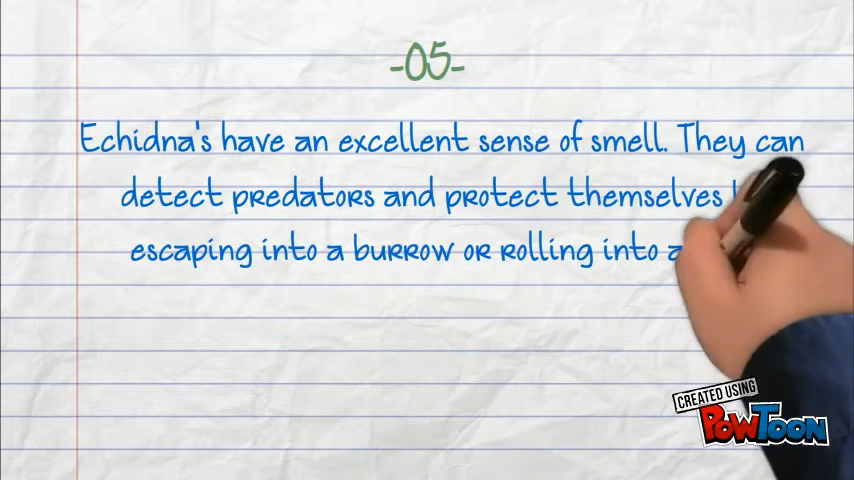 -05-
Echidna's have an excellent sense of smell. They can
detect predators and protect themselves
escaping into a burrow or rolling into a
CREATED USING
POWTOON